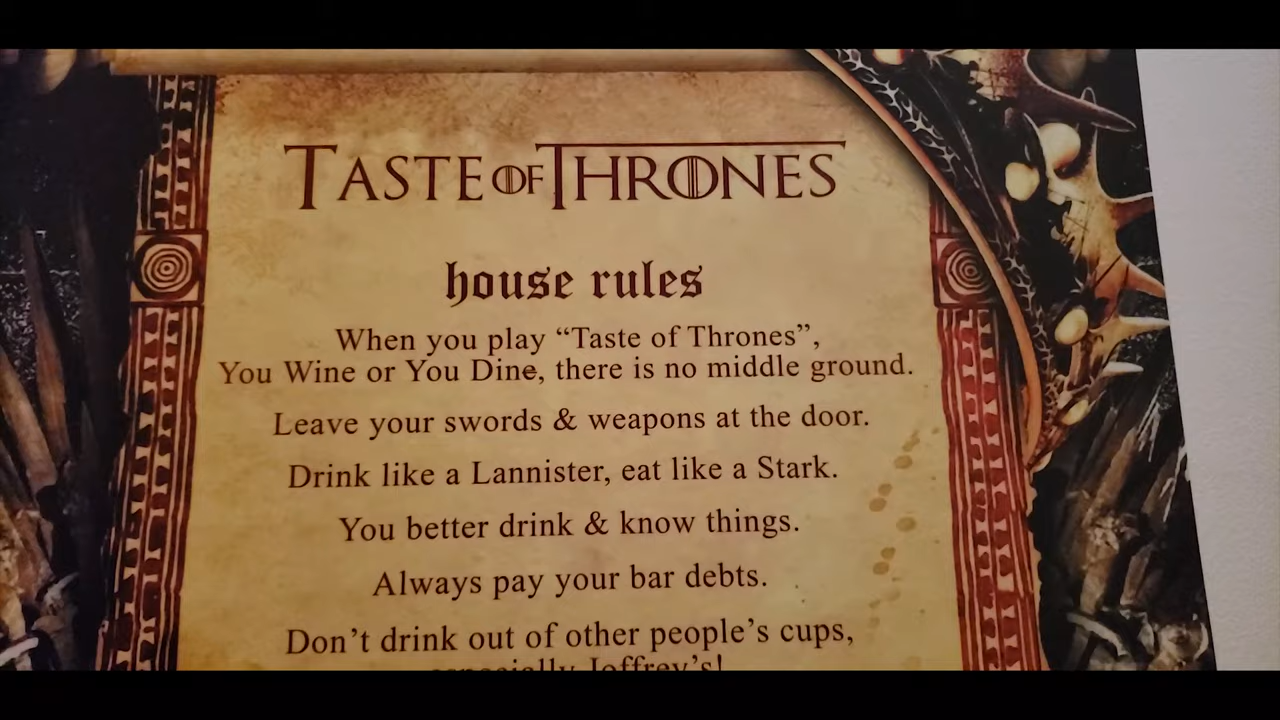 TASTE OF THRONES
house rules
When you play “Taste of Thrones”,
You Wine or You Dine, there is no middle ground.
Leave your swords & weapons at the door.
Drink like a Lannister, eat like a Stark.
You better drink & know things.
Always pay your bar debts.
Don’t drink out of other people’s cups,
especially Joffrey’s!